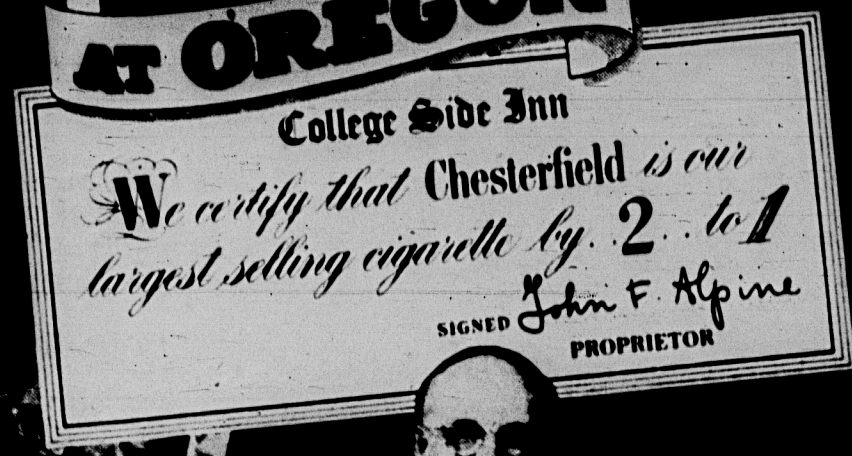 AT OREGON
College Side Inn
We certify that Chesterfield is our
largest selling cigarette by..2..to 1
SIGNED John F. Alpine
PROPRIETOR